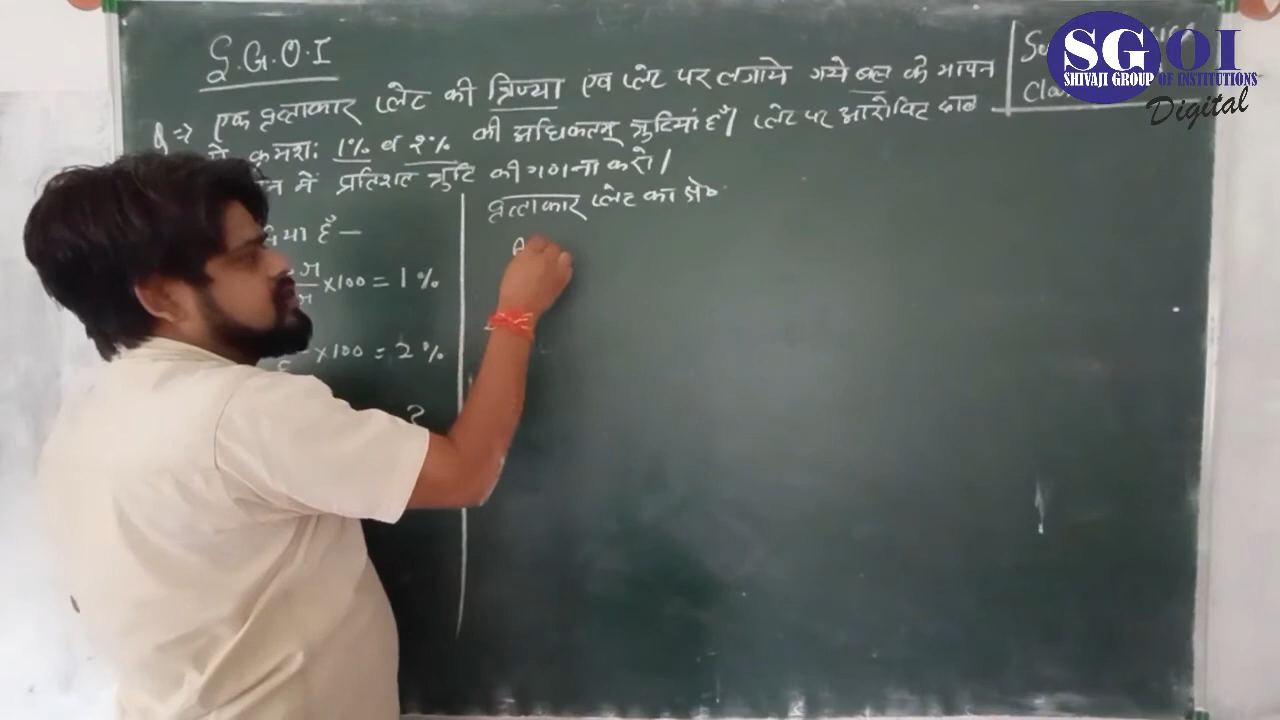 S.G.O.I
Q ⇒ एक वृत्ताकार प्लेट की त्रिज्या एवं प्लेट पर लगाये गये बल के मापन
में क्रमश: 1% व 2% की अधिकतम् त्रुटियां हैं। प्लेट पर आरोपित दाब
में प्रतिशत त्रुटि की गणना करो।
वृत्ताकार प्लेट का क्षे०
A
दिया हैं —
×100 = 1%
×100 = 2%
?
SGOI
SHIVAJI GROUP OF INSTITUTIONS
Digital